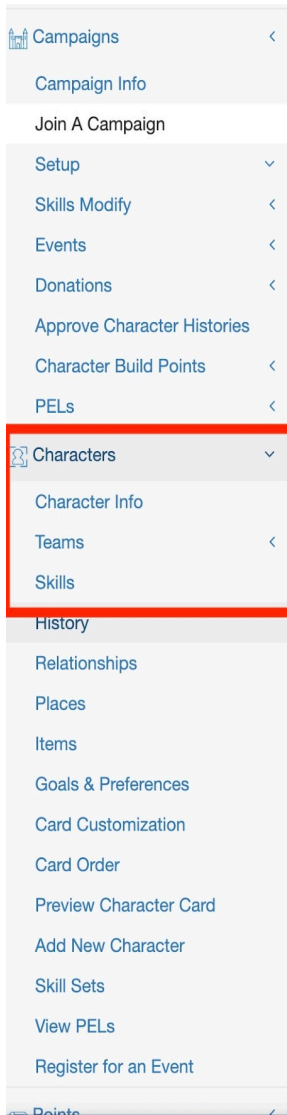 Campaigns
Campaign Info
Join A Campaign
Setup
Skills Modify
Events
Donations
Approve Character Histories
Character Build Points
PELs
Characters
Character Info
Teams
Skills
History
Relationships
Places
Items
Goals & Preferences
Card Customization
Card Order
Preview Character Card
Add New Character
Skill Sets
View PELs
Register for an Event
Points